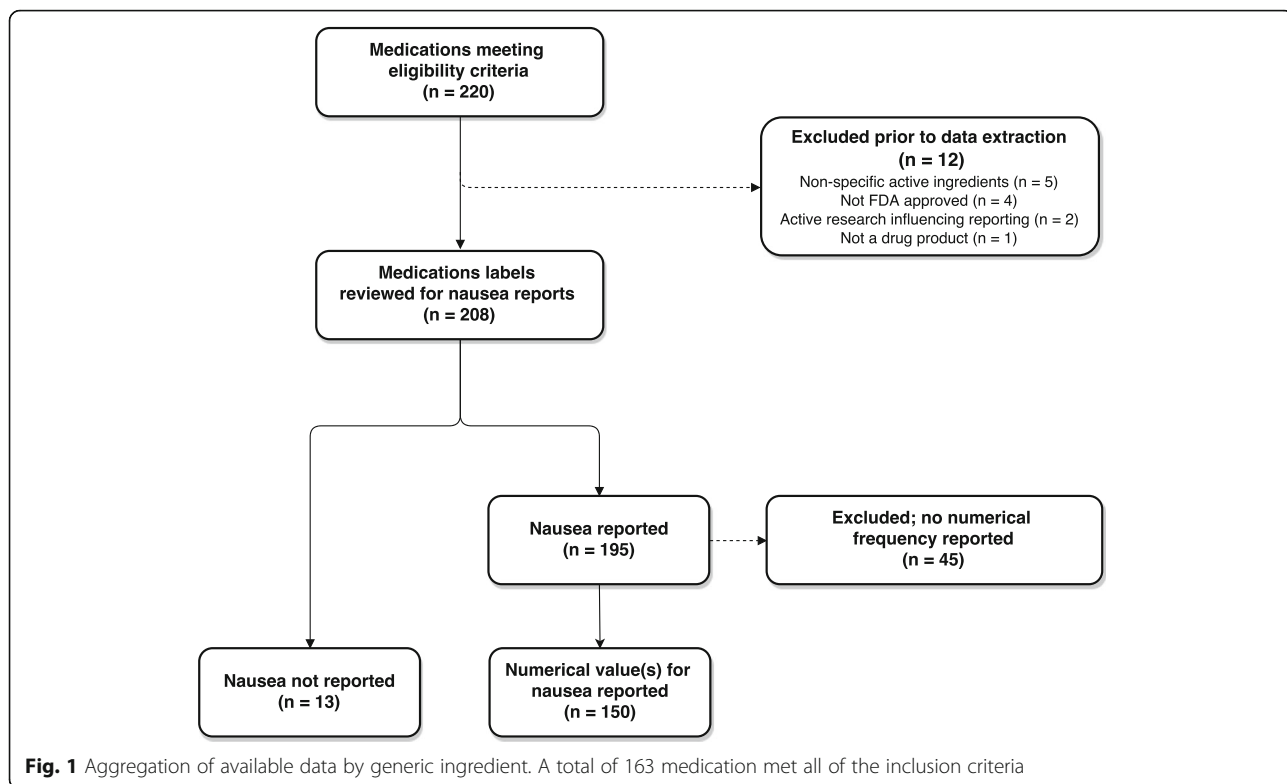 Medications meeting
eligibility criteria
(n = 220)
Excluded prior to data extraction
(n = 12)
Non-specific active ingredients (n = 5)
Not FDA approved (n = 4)
Active research influencing reporting (n = 2)
Not a drug product (n = 1)
Medications labels
reviewed for nausea reports
(n = 208)
Nausea reported
(n = 195)
Excluded; no numerical
frequency reported
(n = 45)
Nausea not reported
(n = 13)
Numerical value(s) for
nausea reported
(n = 150)
Fig. 1 Aggregation of available data by generic ingredient. A total of 163 medication met all of the inclusion criteria